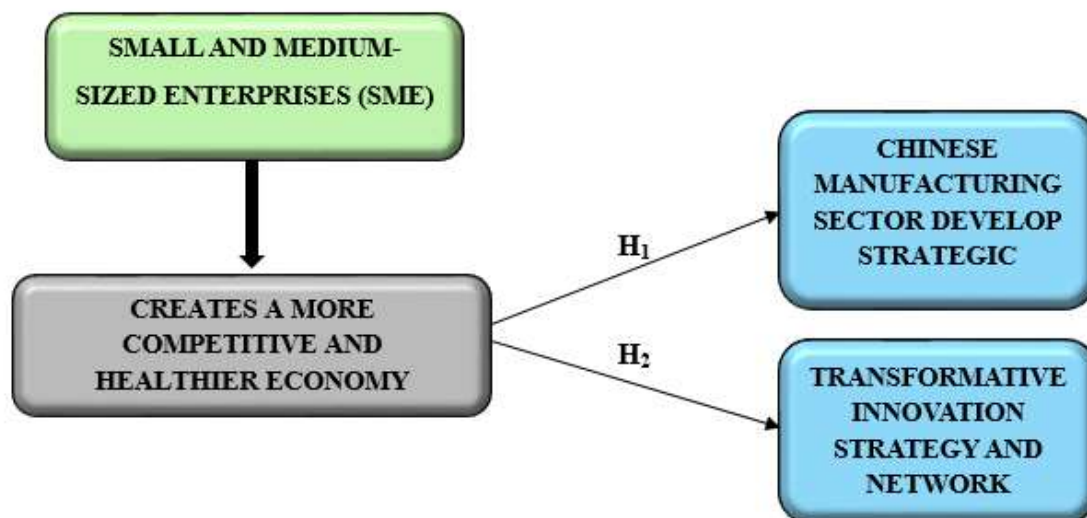 SMALL AND MEDIUM-
SIZED ENTERPRISES (SME)
CREATES A MORE
COMPETITIVE AND
HEALTHIER ECONOMY
H₁
H₂
CHINESE
MANUFACTURING
SECTOR DEVELOP
STRATEGIC
TRANSFORMATIVE
INNOVATION
STRATEGY AND
NETWORK